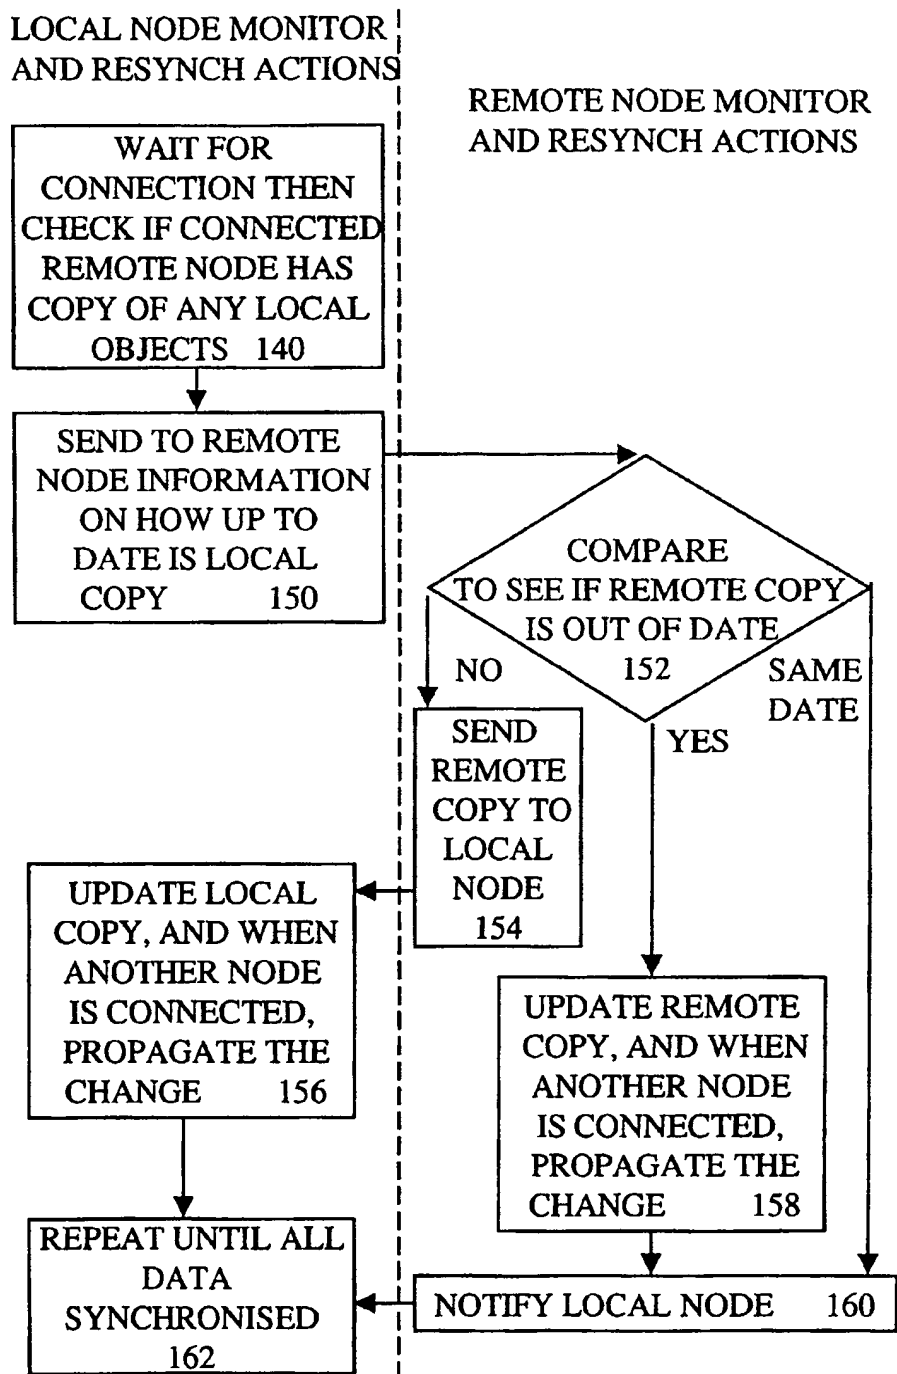 LOCAL NODE MONITOR
AND RESYNCH ACTIONS
REMOTE NODE MONITOR
AND RESYNCH ACTIONS
WAIT FOR
CONNECTION THEN
CHECK IF CONNECTED
REMOTE NODE HAS
COPY OF ANY LOCAL
OBJECTS 140
SEND TO REMOTE
NODE INFORMATION
ON HOW UP TO
DATE IS LOCAL
COPY 150
COMPARE
TO SEE IF REMOTE COPY
IS OUT OF DATE
152
NO
SAME
DATE
YES
SEND
REMOTE
COPY TO
LOCAL
NODE
154
UPDATE LOCAL
COPY, AND WHEN
ANOTHER NODE
IS CONNECTED,
PROPAGATE THE
CHANGE 156
UPDATE REMOTE
COPY, AND WHEN
ANOTHER NODE
IS CONNECTED,
PROPAGATE THE
CHANGE 158
REPEAT UNTIL ALL
DATA
SYNCHRONISED
162
NOTIFY LOCAL NODE 160